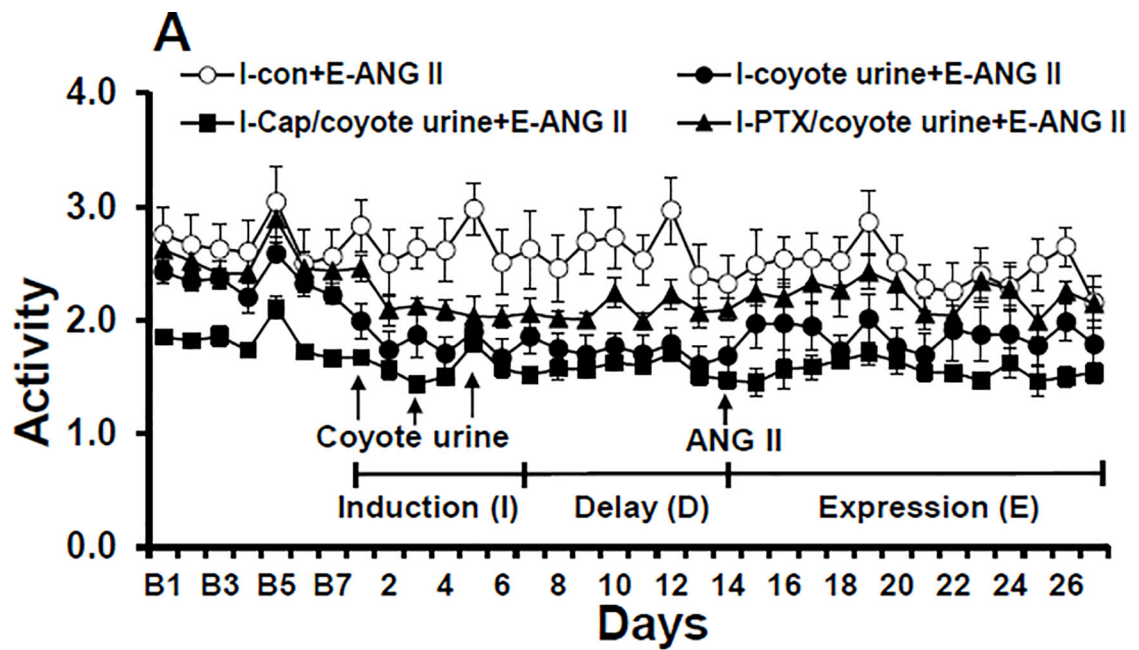 A
I-con+E-ANG II
I-coyote urine+E-ANG II
I-Cap/coyote urine+E-ANG II
I-PTX/coyote urine+E-ANG II
4.0
3.0
2.0
1.0
0.0
Activity
Coyote urine
ANG II
Induction (I)
Delay (D)
Expression (E)
B1 B3 B5 B7 2 4 6 8 10 12 14 16 18 20 22 24 26
Days